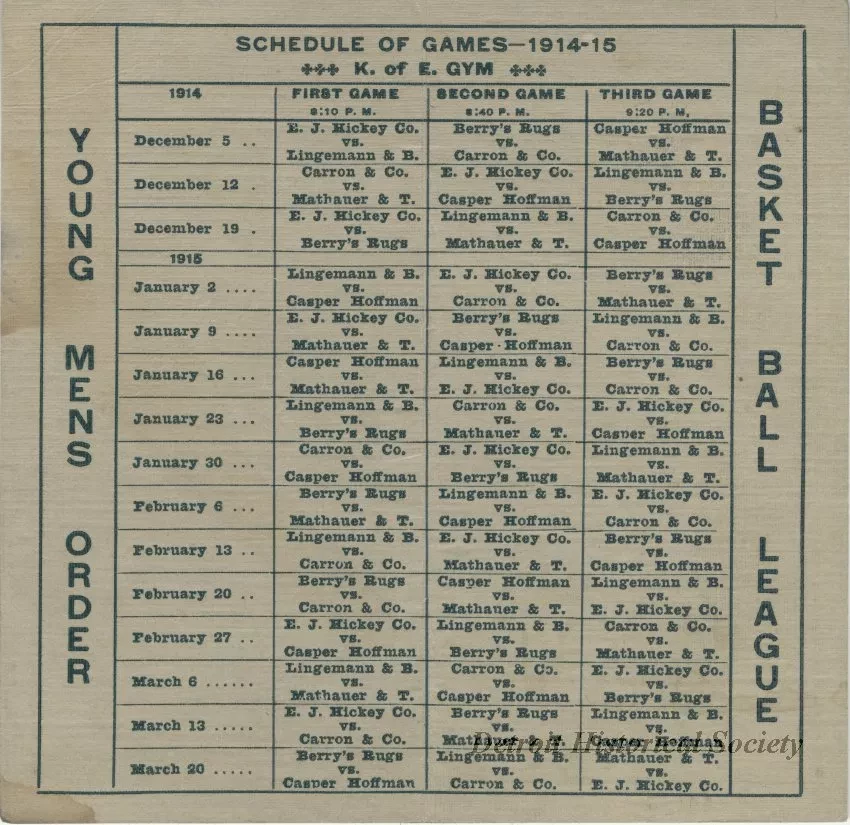 SCHEDULE OF GAMES—1914-15
K. of E. GYM
YOUNG MENS ORDER
BASKET BALL LEAGUE
1914 FIRST GAME SECOND GAME THIRD GAME
8:10 P. M. 8:40 P. M. 9:20 P. M.
E. J. Hickey Co. Berry's Rugs Casper Hoffman
December 5 .. vs. vs. vs.
Lingemann & B. Carron & Co. Mathauer & T.
Carron & Co. E. J. Hickey Co. Lingemann & B.
December 12 . vs. vs. vs.
Mathauer & T. Casper Hoffman Berry's Rugs
E. J. Hickey Co. Lingemann & B. Carron & Co.
December 19 . vs. vs. vs.
Berry's Rugs Mathauer & T. Casper Hoffman
1915
Lingemann & B. E. J. Hickey Co. Berry's Rugs
January 2 .... vs. vs. vs.
Casper Hoffman Carron & Co. Mathauer & T.
E. J. Hickey Co. Berry's Rugs Lingemann & B.
January 9 .... vs. vs. vs.
Mathauer & T. Casper Hoffman Carron & Co.
Casper Hoffman Lingemann & B. Berry's Rugs
January 16 ... vs. vs. vs.
Mathauer & T. E. J. Hickey Co. Carron & Co.
Lingemann & B. Carron & Co. E. J. Hickey Co.
January 23 ... vs. vs. vs.
Berry's Rugs Mathauer & T. Casper Hoffman
Carron & Co. E. J. Hickey Co. Lingemann & B.
January 30 ... vs. vs. vs.
Casper Hoffman Berry's Rugs Mathauer & T.
Berry's Rugs Lingemann & B. E. J. Hickey Co.
February 6 ... vs. vs. vs.
Mathauer & T. Casper Hoffman Carron & Co.
Lingemann & B. E. J. Hickey Co. Berry's Rugs
February 13 .. vs. vs. vs.
Carron & Co. Mathauer & T. Casper Hoffman
Berry's Rugs Casper Hoffman Lingemann & B.
February 20 .. vs. vs. vs.
Carron & Co. Mathauer & T. E. J. Hickey Co.
E. J. Hickey Co. Lingemann & B. Carron & Co.
February 27 .. vs. vs. vs.
Casper Hoffman Berry's Rugs Mathauer & T.
Lingemann & B. Carron & Co. E. J. Hickey Co.
March 6 ...... vs. vs. vs.
Mathauer & T. Casper Hoffman Berry's Rugs
E. J. Hickey Co. Berry's Rugs Lingemann & B.
March 13 ..... vs. vs. vs.
Carron & Co. Mathauer & T. Casper Hoffman
Detroit Historical Society
Berry's Rugs Lingemann & B. Mathauer & T.
March 20 ..... vs. vs. vs.
Casper Hoffman Carron & Co. E. J. Hickey Co.